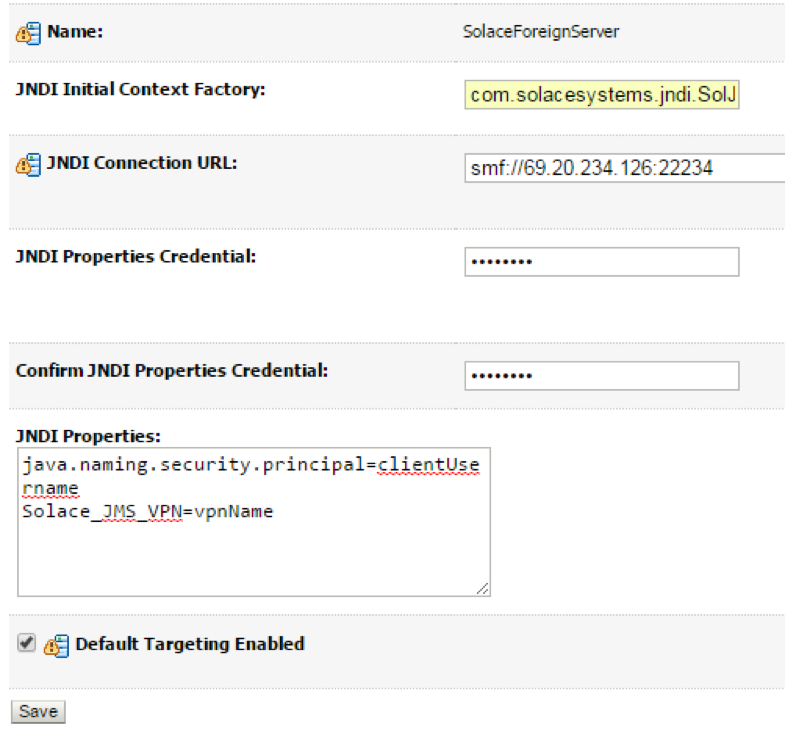 Name:
SolaceForeignServer
JNDI Initial Context Factory:
com.solacesystems.jndi.SolJ
JNDI Connection URL:
smf://69.20.234.126:22234
JNDI Properties Credential:
••••••••
Confirm JNDI Properties Credential:
••••••••
JNDI Properties:
java.naming.security.principal=clientUse
rname
Solace_JMS_VPN=vpnName
Default Targeting Enabled
Save